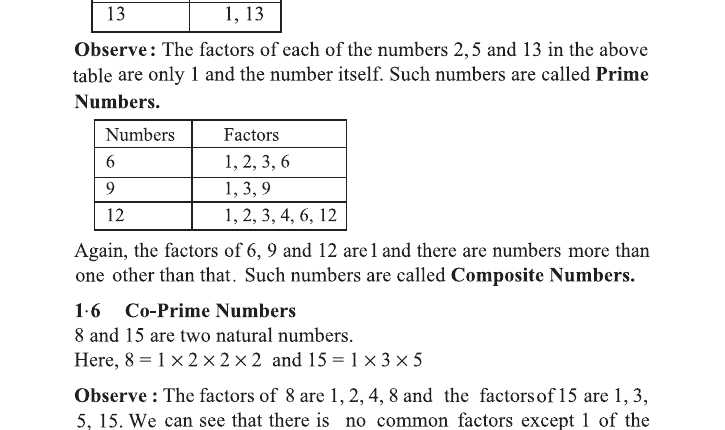 13 1, 13
Observe : The factors of each of the numbers 2, 5 and 13 in the above
table are only 1 and the number itself. Such numbers are called Prime
Numbers.
Numbers Factors
6 1, 2, 3, 6
9 1, 3, 9
12 1, 2, 3, 4, 6, 12
Again, the factors of 6, 9 and 12 are 1 and there are numbers more than
one other than that. Such numbers are called Composite Numbers.
1·6 Co-Prime Numbers
8 and 15 are two natural numbers.
Here, 8 = 1 × 2 × 2 × 2 and 15 = 1 × 3 × 5
Observe : The factors of 8 are 1, 2, 4, 8 and the factors of 15 are 1, 3,
5, 15. We can see that there is no common factors except 1 of the